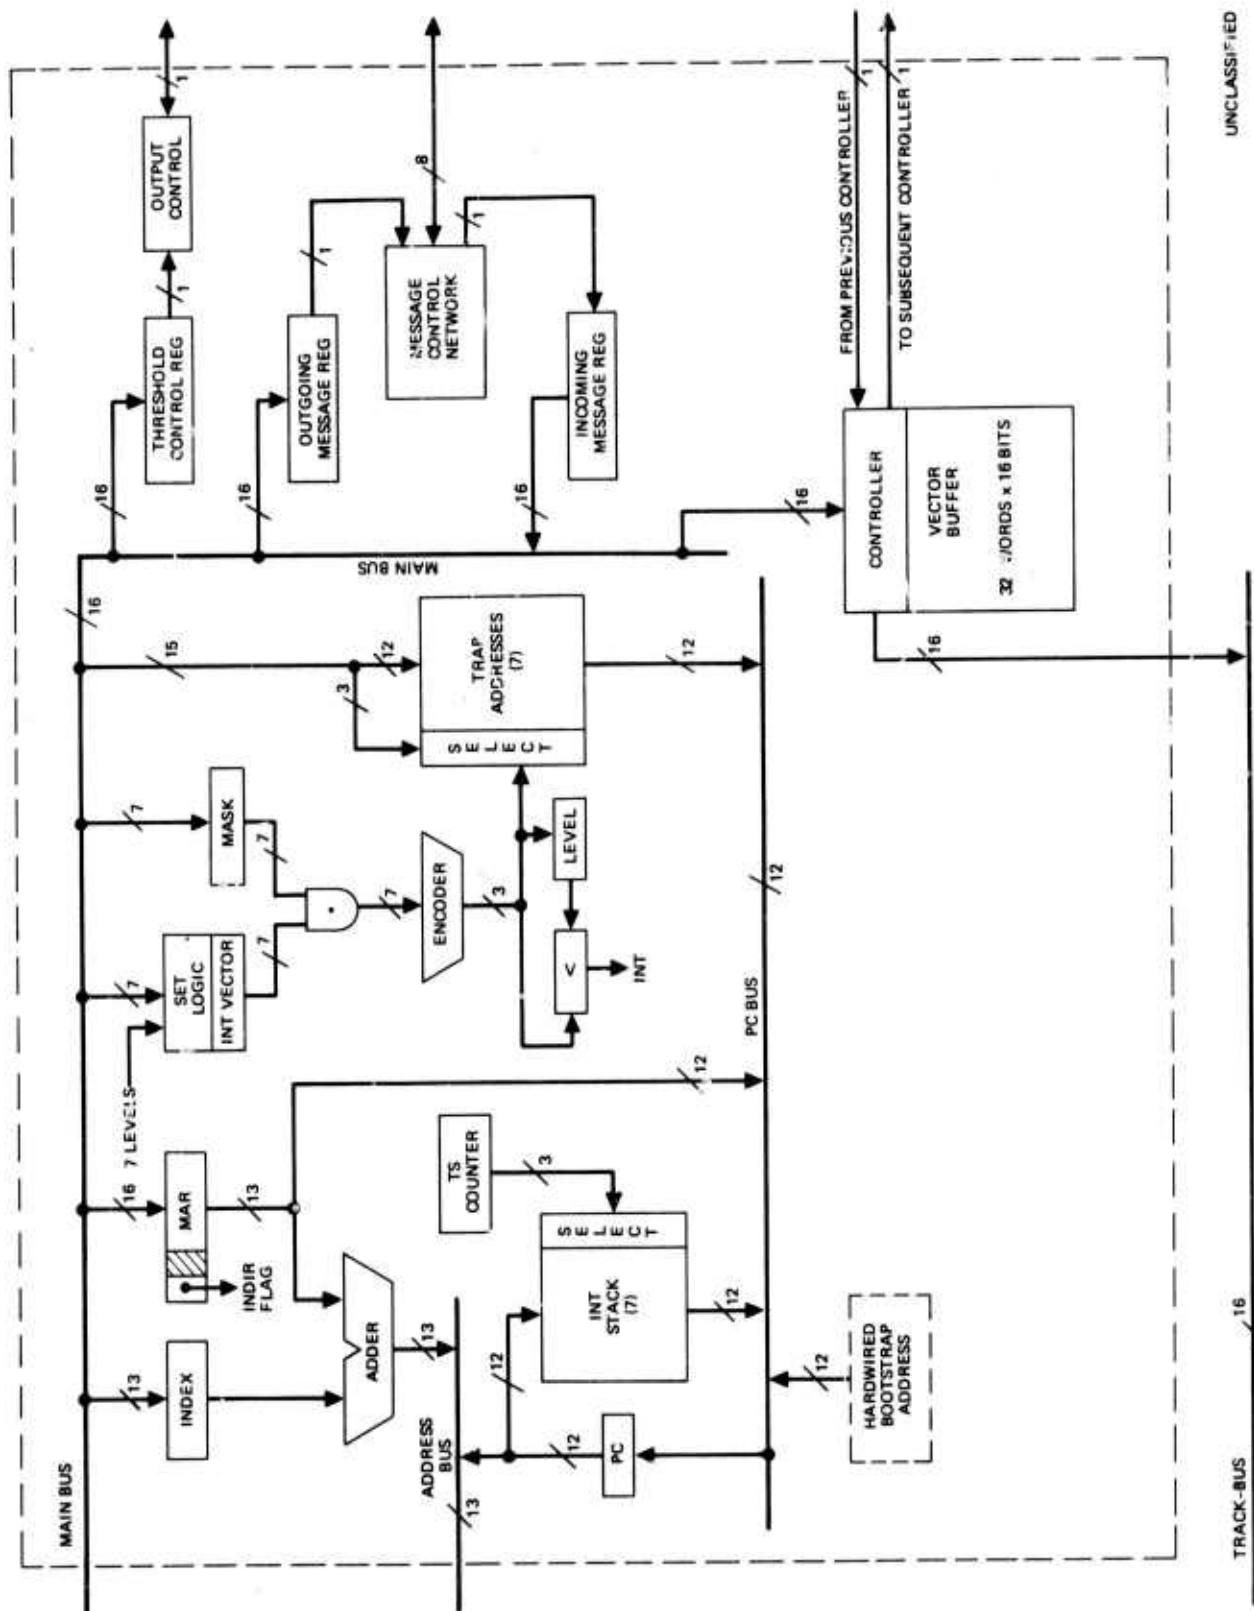 MAIN BUS
13
INDEX
16
MAR
INDIR
FLAG
13
7 LEVELS
7
SET
LOGIC
INT VECTOR
7
7
MASK
7
7
ENCODER
3
LEVEL
<
INT
15
3
12
SELECT
TRAP
ADDRESSES
(7)
12
16
MAIN BUS
16
THRESHOLD
CONTROL REG
1
OUTPUT
CONTROL
1
16
OUTGOING
MESSAGE REG
1
MESSAGE
CONTROL
NETWORK
8
1
INCOMING
MESSAGE REG
16
ADDER
13
ADDRESS
BUS
13
12
PC
12
INT
STACK
(7)
SELECT
TS
COUNTER
3
12
12
PC BUS
12
12
HARDWIRED
BOOTSTRAP
ADDRESS
16
CONTROLLER
VECTOR
BUFFER
32 WORDS x 16 BITS
16
FROM PREVIOUS CONTROLLER
1
TO SUBSEQUENT CONTROLLER
1
TRACK-BUS
16
UNCLASSIFIED